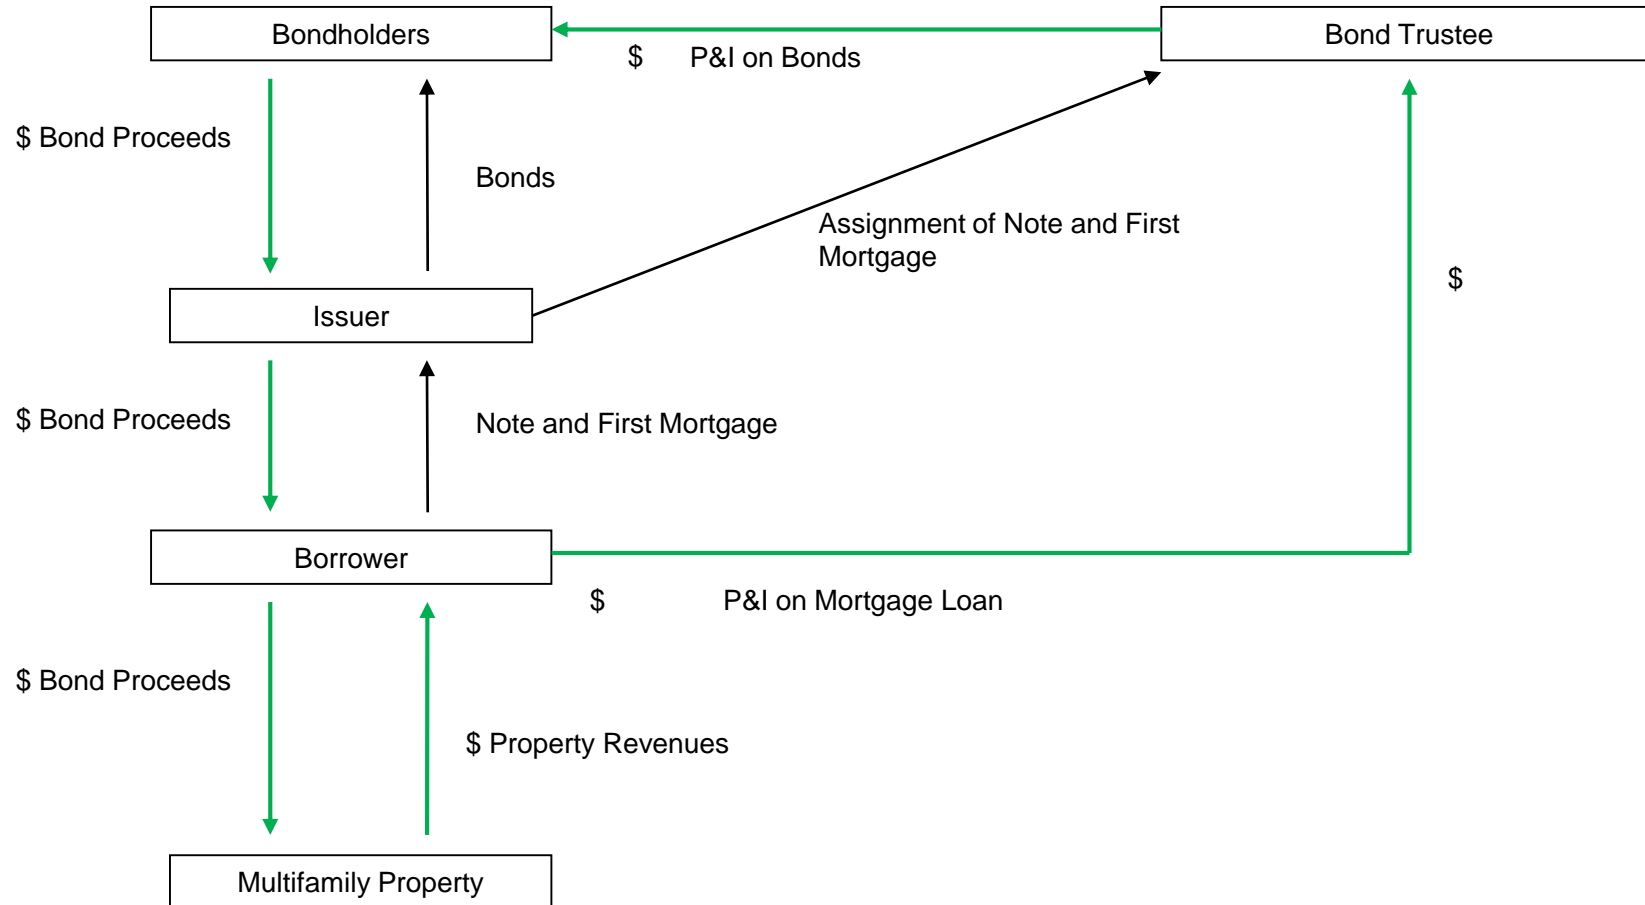 Bondholders
Bond Trustee
$ P&I on Bonds
$ Bond Proceeds
Bonds
Assignment of Note and First
Mortgage
$
Issuer
$ Bond Proceeds
Note and First Mortgage
Borrower
$ P&I on Mortgage Loan
$ Bond Proceeds
$ Property Revenues
Multifamily Property